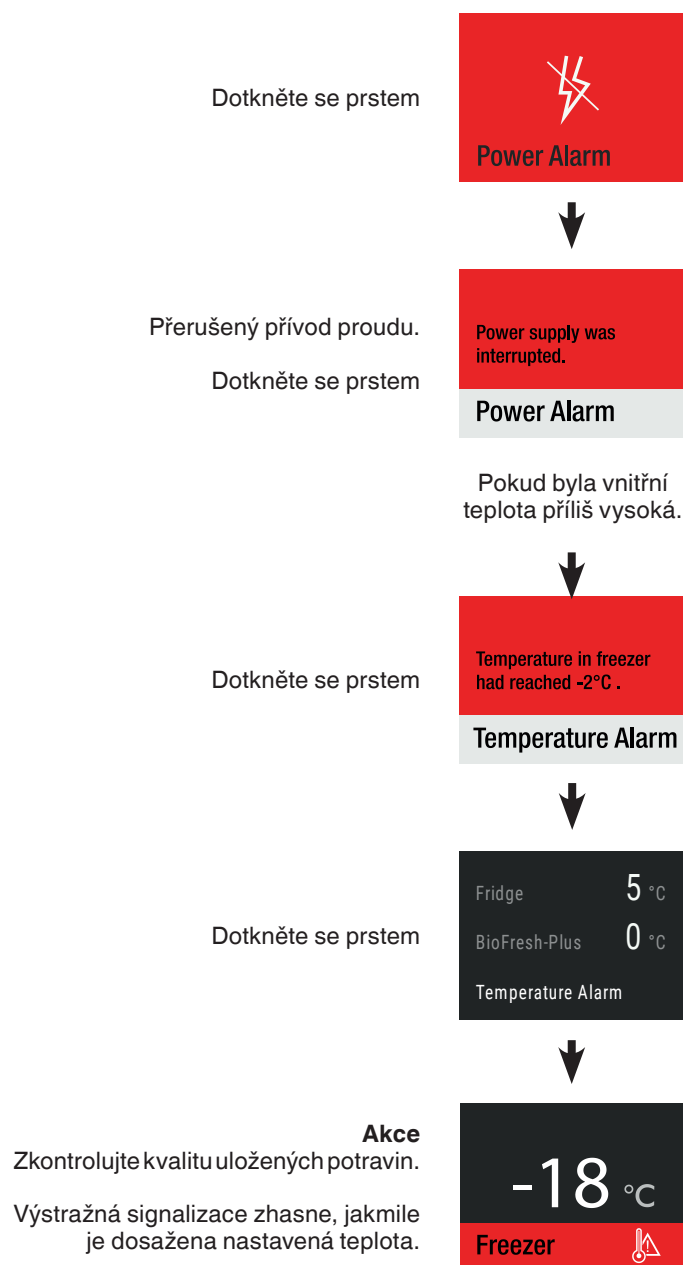 Dotkněte se prstem
Power Alarm
Přerušený přívod proudu.
Dotkněte se prstem
Power supply was
interrupted.
Power Alarm
Pokud byla vnitřní
teplota příliš vysoká.
Dotkněte se prstem
Temperature in freezer
had reached -2°C .
Temperature Alarm
Dotkněte se prstem
Fridge 5 °C
BioFresh-Plus 0 °C
Temperature Alarm
Akce
Zkontrolujte kvalitu uložených potravin.
Výstražná signalizace zhasne, jakmile
je dosažena nastavená teplota.
-18 °C
Freezer